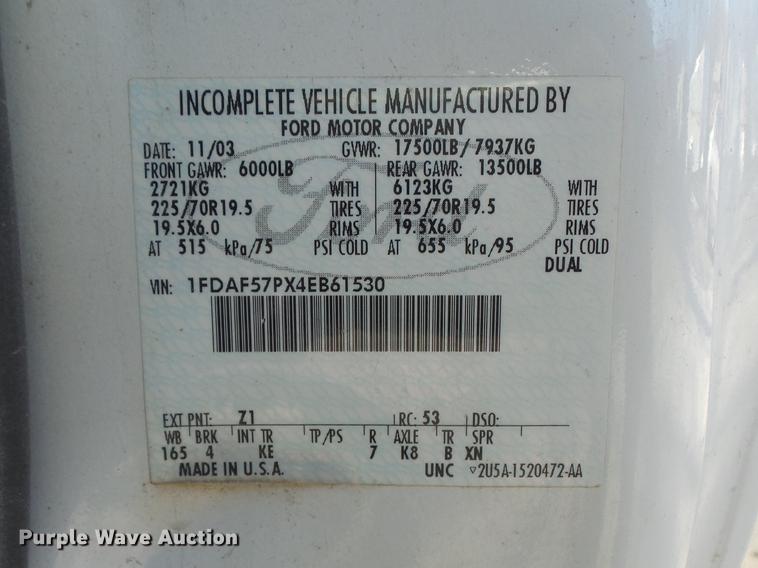 INCOMPLETE VEHICLE MANUFACTURED BY
FORD MOTOR COMPANY
DATE: 11/03 GVWR: 17500LB/ 7937KG
FRONT GAWR: 6000LB REAR GAWR: 13500LB
2721KG WITH 6123KG WITH
225/70R19.5 TIRES 225/70R19.5 TIRES
19.5X6.0 RIMS 19.5X6.0 RIMS
AT 515 kPa/75 PSI COLD AT 655 kPa/95 PSI COLD
DUAL
Ford
VIN: 1FDAF57PX4EB61530
EXT PNT: Z1 RC: 53 DSO:
WB BRK INT TR TP/PS R AXLE TR SPR
165 4 KE 7 K8 B XN
MADE IN U.S.A. UNC ▽2U5A-1520472-AA
Purple Wave Auction